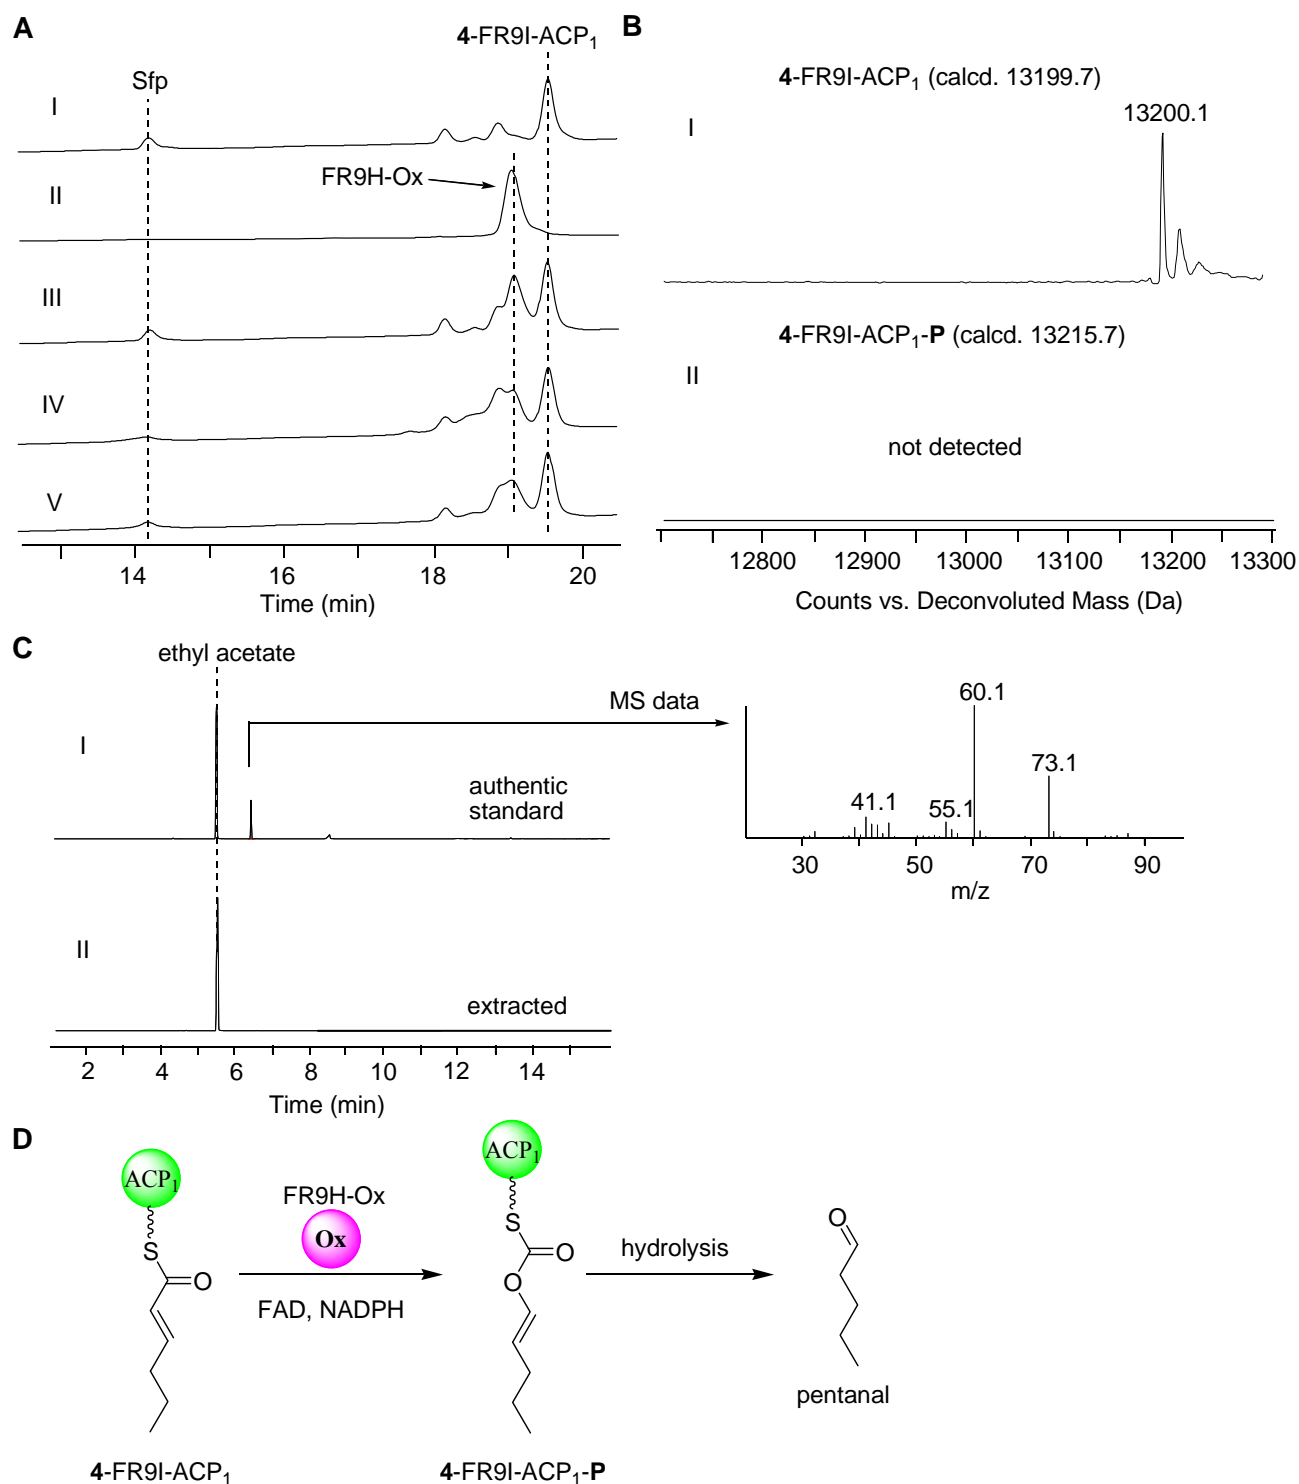 A
4-FR9I-ACP1
Sfp
I
FR9H-Ox
II
III
IV
V
14 16 18 20
Time (min)
B
4-FR9I-ACP1 (calcd. 13199.7)
I
13200.1
4-FR9I-ACP1-P (calcd. 13215.7)
II
not detected
12800 12900 13000 13100 13200 13300
Counts vs. Deconvoluted Mass (Da)
C
ethyl acetate
I
authentic
standard
MS data
60.1
73.1
41.1
55.1
30 50 70 90
m/z
II
extracted
2 4 6 8 10 12 14
Time (min)
D
ACP1
S
O
FR9H-Ox
Ox
FAD, NADPH
ACP1
S
O
O
hydrolysis
O
pentanal
4-FR9I-ACP1
4-FR9I-ACP1-P